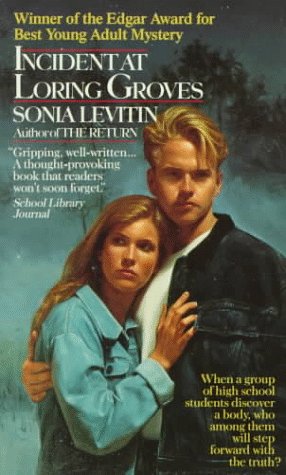 Winner of the Edgar Award for
Best Young Adult Mystery
INCIDENT AT
LORING GROVES
SONIA LEVITIN
Author of THE RETURN
"Gripping, well-written...
A thought-provoking
book that readers
won't soon forget."
School Library
Journal
When a group
of high school
students discover
a body, who
among them
will step
forward with
the truth?